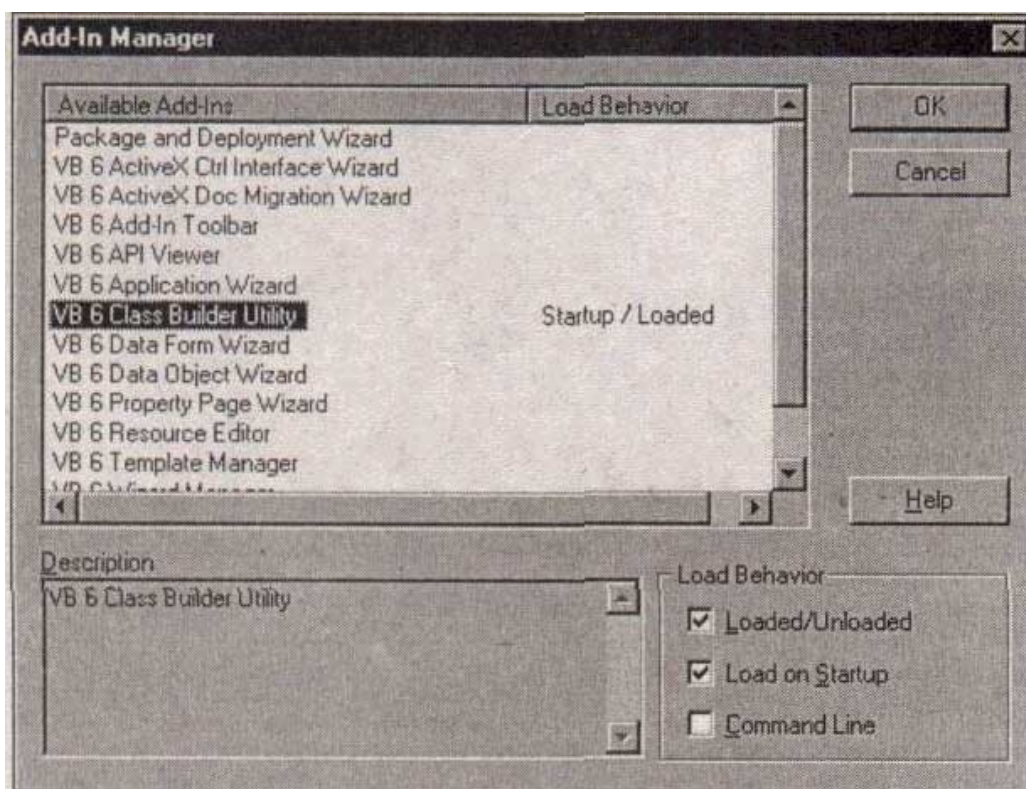 Add-In Manager
Available Add-Ins Load Behavior
Package and Deployment Wizard
VB 6 ActiveX Ctrl Interface Wizard
VB 6 ActiveX Doc Migration Wizard
VB 6 Add-In Toolbar
VB 6 API Viewer
VB 6 Application Wizard
VB 6 Class Builder Utility Startup / Loaded
VB 6 Data Form Wizard
VB 6 Data Object Wizard
VB 6 Property Page Wizard
VB 6 Resource Editor
VB 6 Template Manager
VB 6 Wizard Manager
OK
Cancel
Help
Description
VB 6 Class Builder Utility
Load Behavior
Loaded/Unloaded
Load on Startup
Command Line